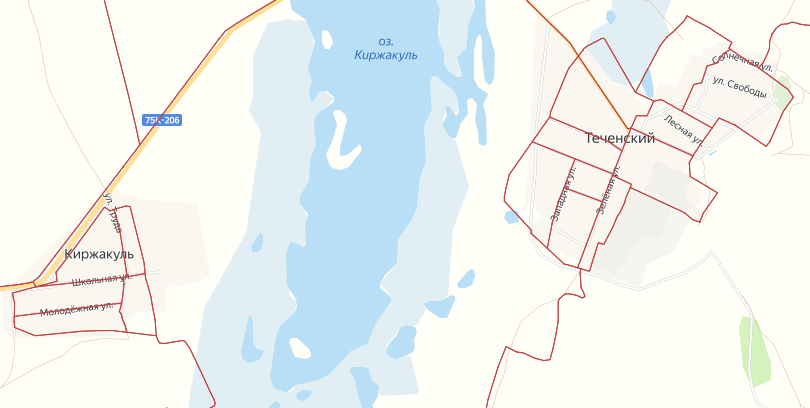 оз.
Киржакуль
Солнечная ул.
ул. Свободы
75К-206
Лесная ул.
Теченский
Западная ул.
Зелёная ул.
ул. Труда
Киржакуль
Школьная ул.
Молодёжная ул.